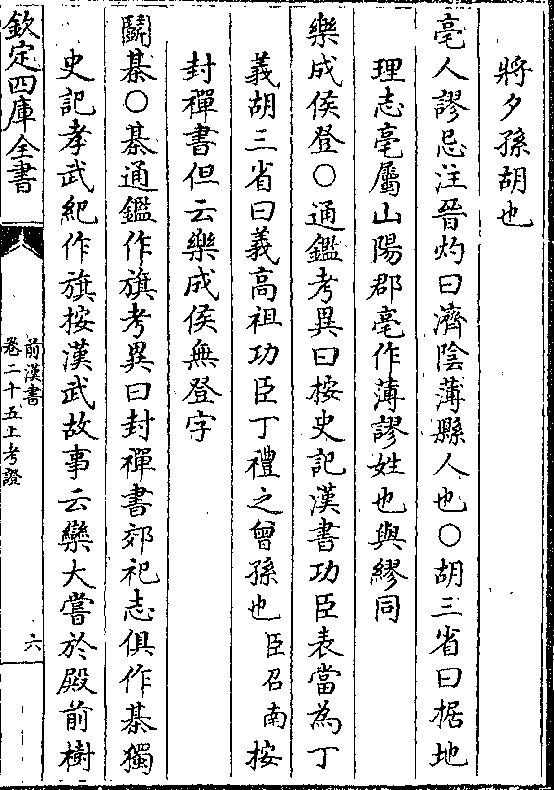 將夕孫胡也
亳人謬忌注晉灼曰濟隂薄縣人也○胡三省曰椐地
理志亳屬山陽郡亳作薄謬姓也與繆同
樂成侯登○通鑑考異曰按史記漢書功臣表當為丁
義胡三省曰義髙祖功臣丁禮之曾孫也臣召南按
封禪書但云樂成侯無登字
鬭棊○棊通鑑作旗考異曰封禪書郊祀志俱作棊獨
史記孝武紀作旗按漢武故事云欒大嘗於殿前樹
欽定四庫全書
前漢書
卷二十五上考證
六